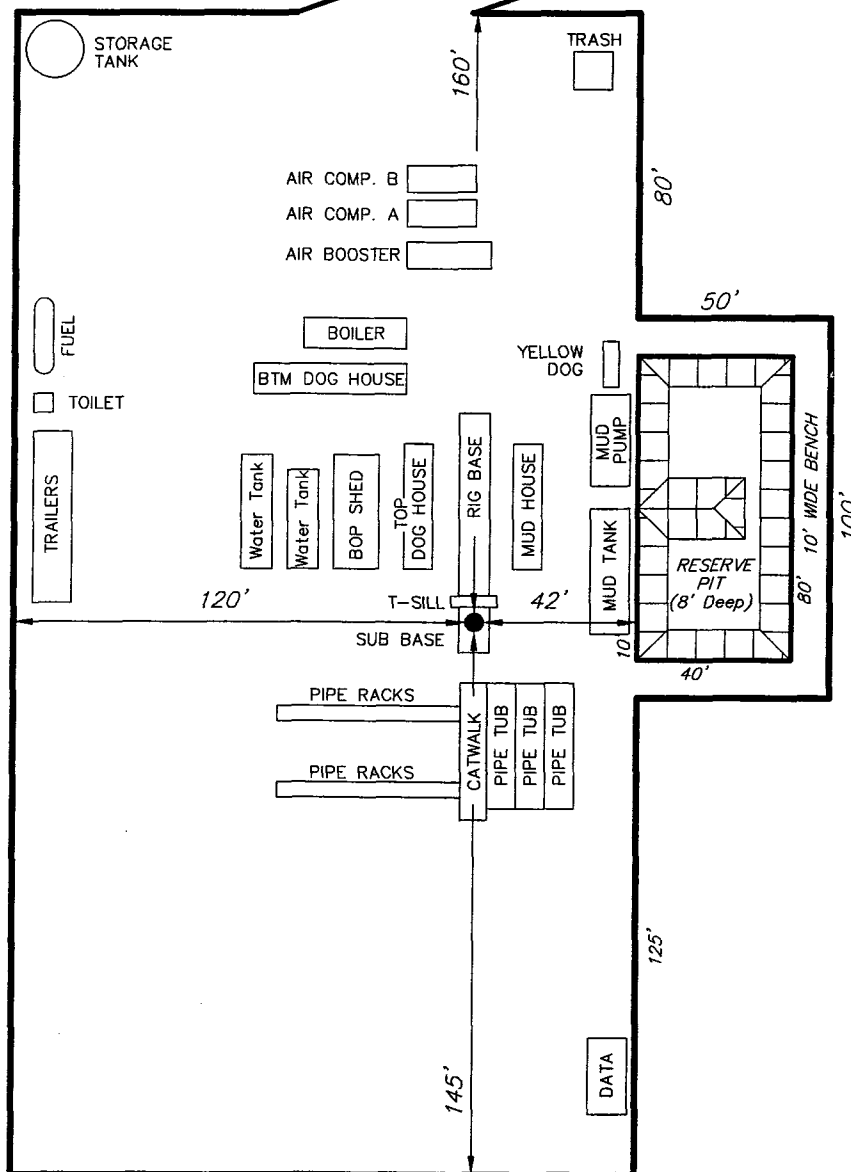 STORAGE
TANK
TRASH
160'
AIR COMP. B
AIR COMP. A
AIR BOOSTER
80'
50'
FUEL
BOILER
YELLOW
DOG
BTM DOG HOUSE
TOILET
TRAILERS
Water Tank
Water Tank
BOP SHED
TOP
DOG HOUSE
RIG BASE
MUD HOUSE
MUD
PUMP
MUD TANK
10' WIDE BENCH
100'
RESERVE
PIT
(8' Deep)
80'
120'
T-SILL
42'
SUB BASE
10'
40'
PIPE RACKS
CATWALK
PIPE TUB
PIPE TUB
PIPE TUB
PIPE RACKS
125'
145'
DATA